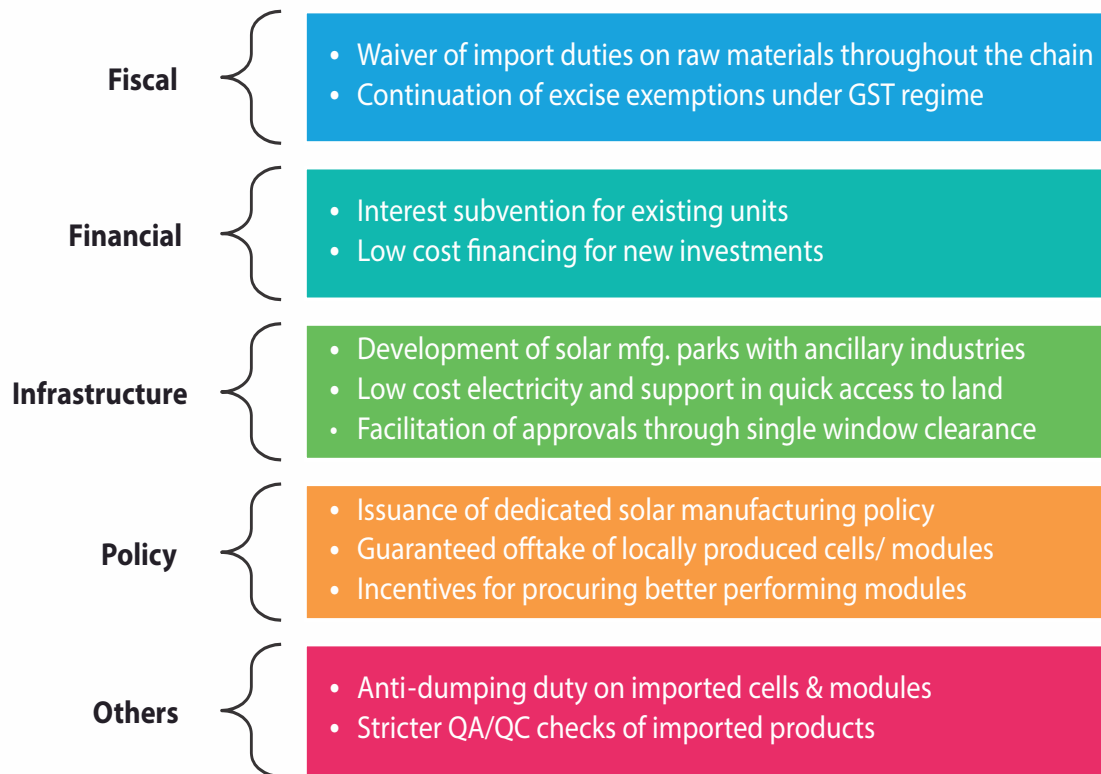 Fiscal
• Waiver of import duties on raw materials throughout the chain
• Continuation of excise exemptions under GST regime
Financial
• Interest subvention for existing units
• Low cost financing for new investments
Infrastructure
• Development of solar mfg. parks with ancillary industries
• Low cost electricity and support in quick access to land
• Facilitation of approvals through single window clearance
Policy
• Issuance of dedicated solar manufacturing policy
• Guaranteed offtake of locally produced cells/ modules
• Incentives for procuring better performing modules
Others
• Anti-dumping duty on imported cells & modules
• Stricter QA/QC checks of imported products